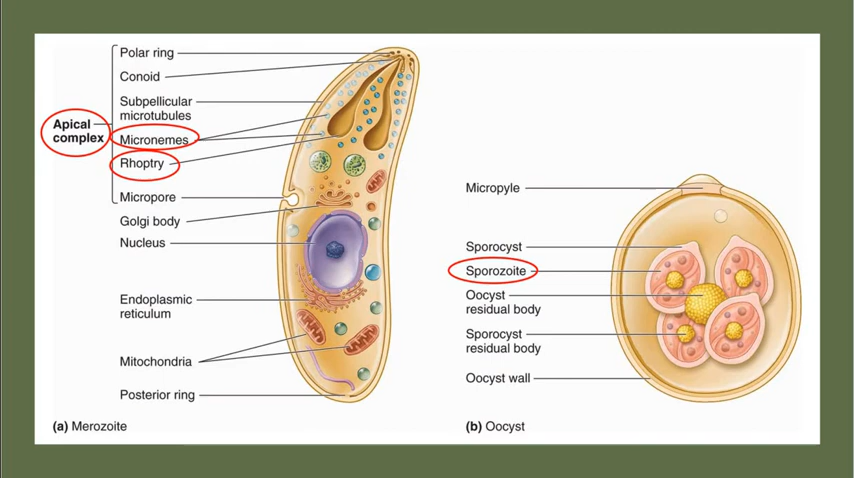 Polar ring
Conoid
Subpellicular
microtubules
Apical
complex
Micronemes
Rhoptry
Micropore
Golgi body
Nucleus
Endoplasmic
reticulum
Mitochondria
Posterior ring
(a) Merozoite
Micropyle
Sporocyst
Sporozoite
Oocyst
residual body
Sporocyst
residual body
Oocyst wall
(b) Oocyst